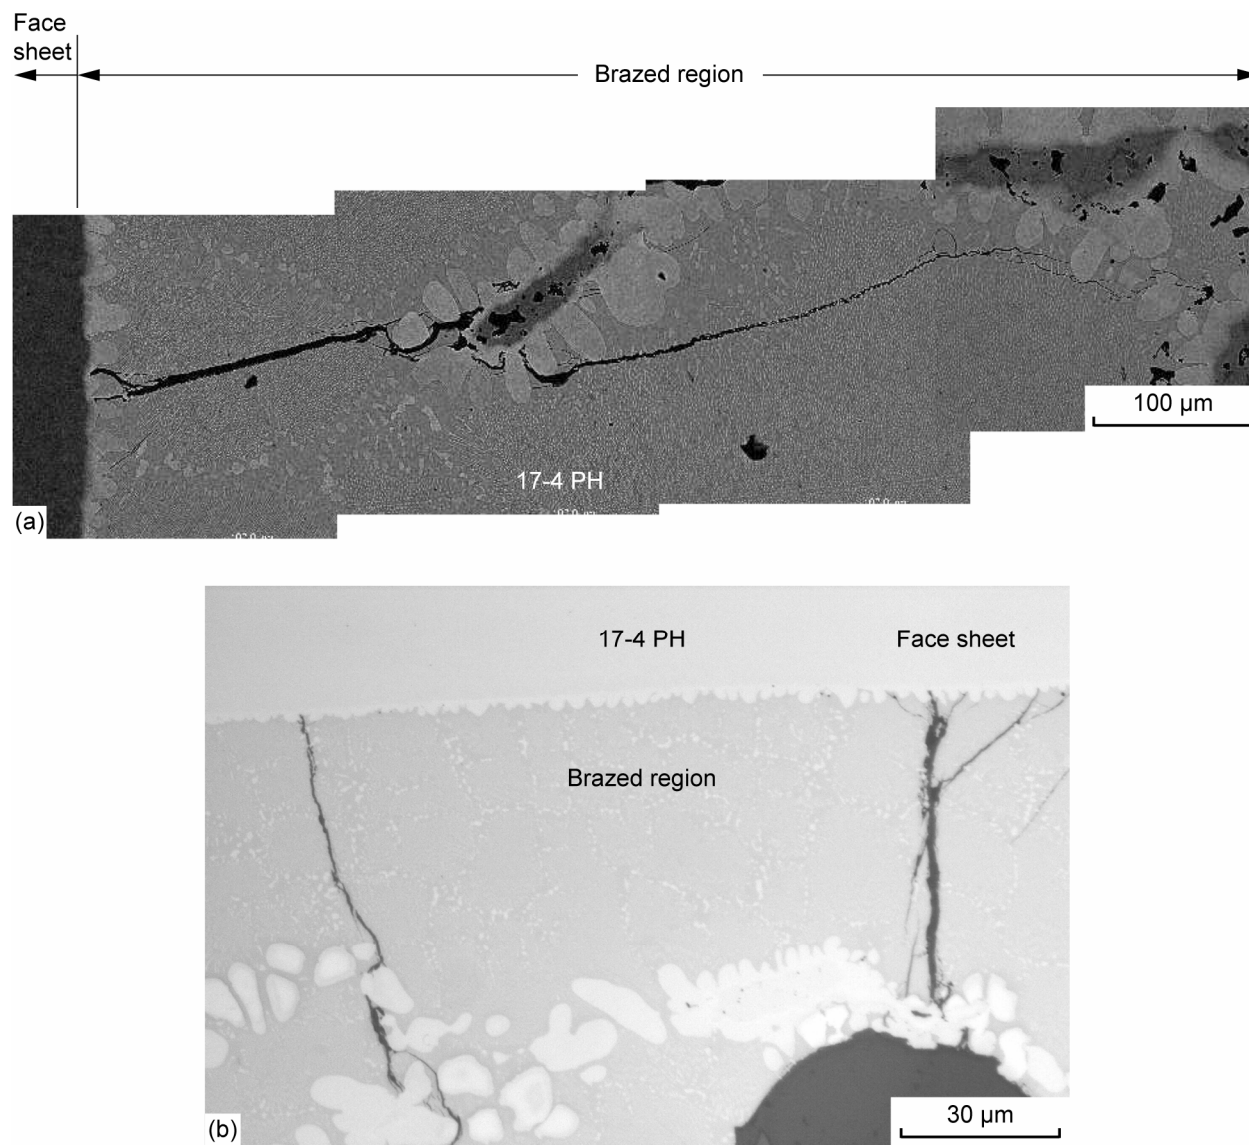 Face
sheet
Brazed region
100 µm
17-4 PH
(a)
17-4 PH
Face sheet
Brazed region
30 µm
(b)